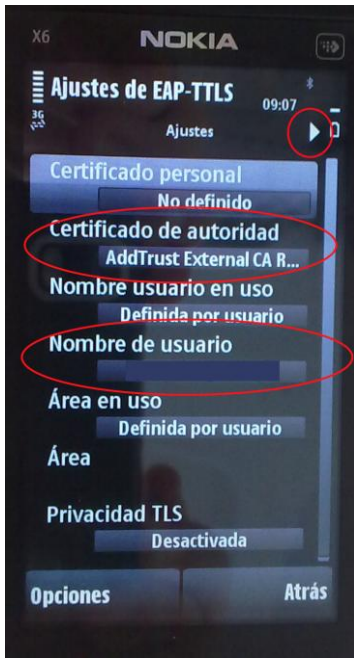 X6 NOKIA
Ajustes de EAP-TTLS
09:07
3G
Ajustes
Certificado personal
No definido
Certificado de autoridad
AddTrust External CA R...
Nombre usuario en uso
Definida por usuario
Nombre de usuario
Área en uso
Definida por usuario
Área
Privacidad TLS
Desactivada
Opciones Atrás